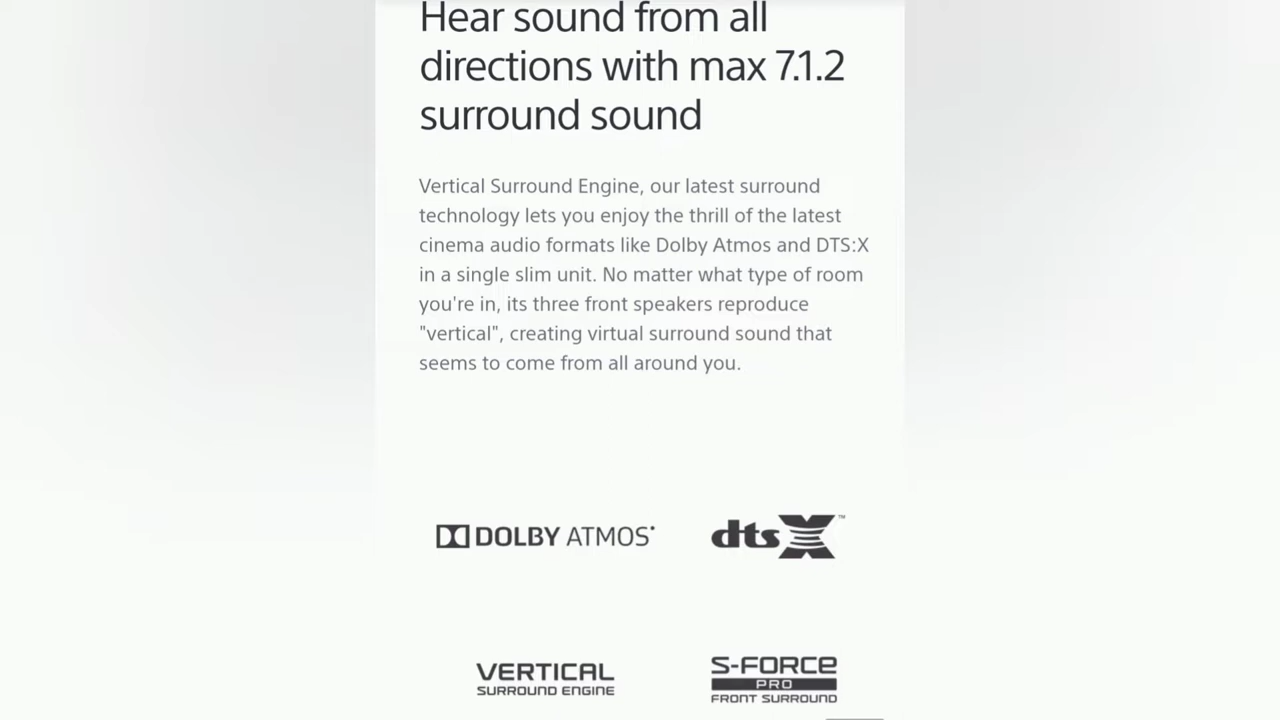 Hear sound from all
directions with max 7.1.2
surround sound
Vertical Surround Engine, our latest surround
technology lets you enjoy the thrill of the latest
cinema audio formats like Dolby Atmos and DTS:X
in a single slim unit. No matter what type of room
you're in, its three front speakers reproduce
"vertical", creating virtual surround sound that
seems to come from all around you.
DOLBY ATMOS®
dts X™
VERTICAL
SURROUND ENGINE
S-FORCE
PRO
FRONT SURROUND